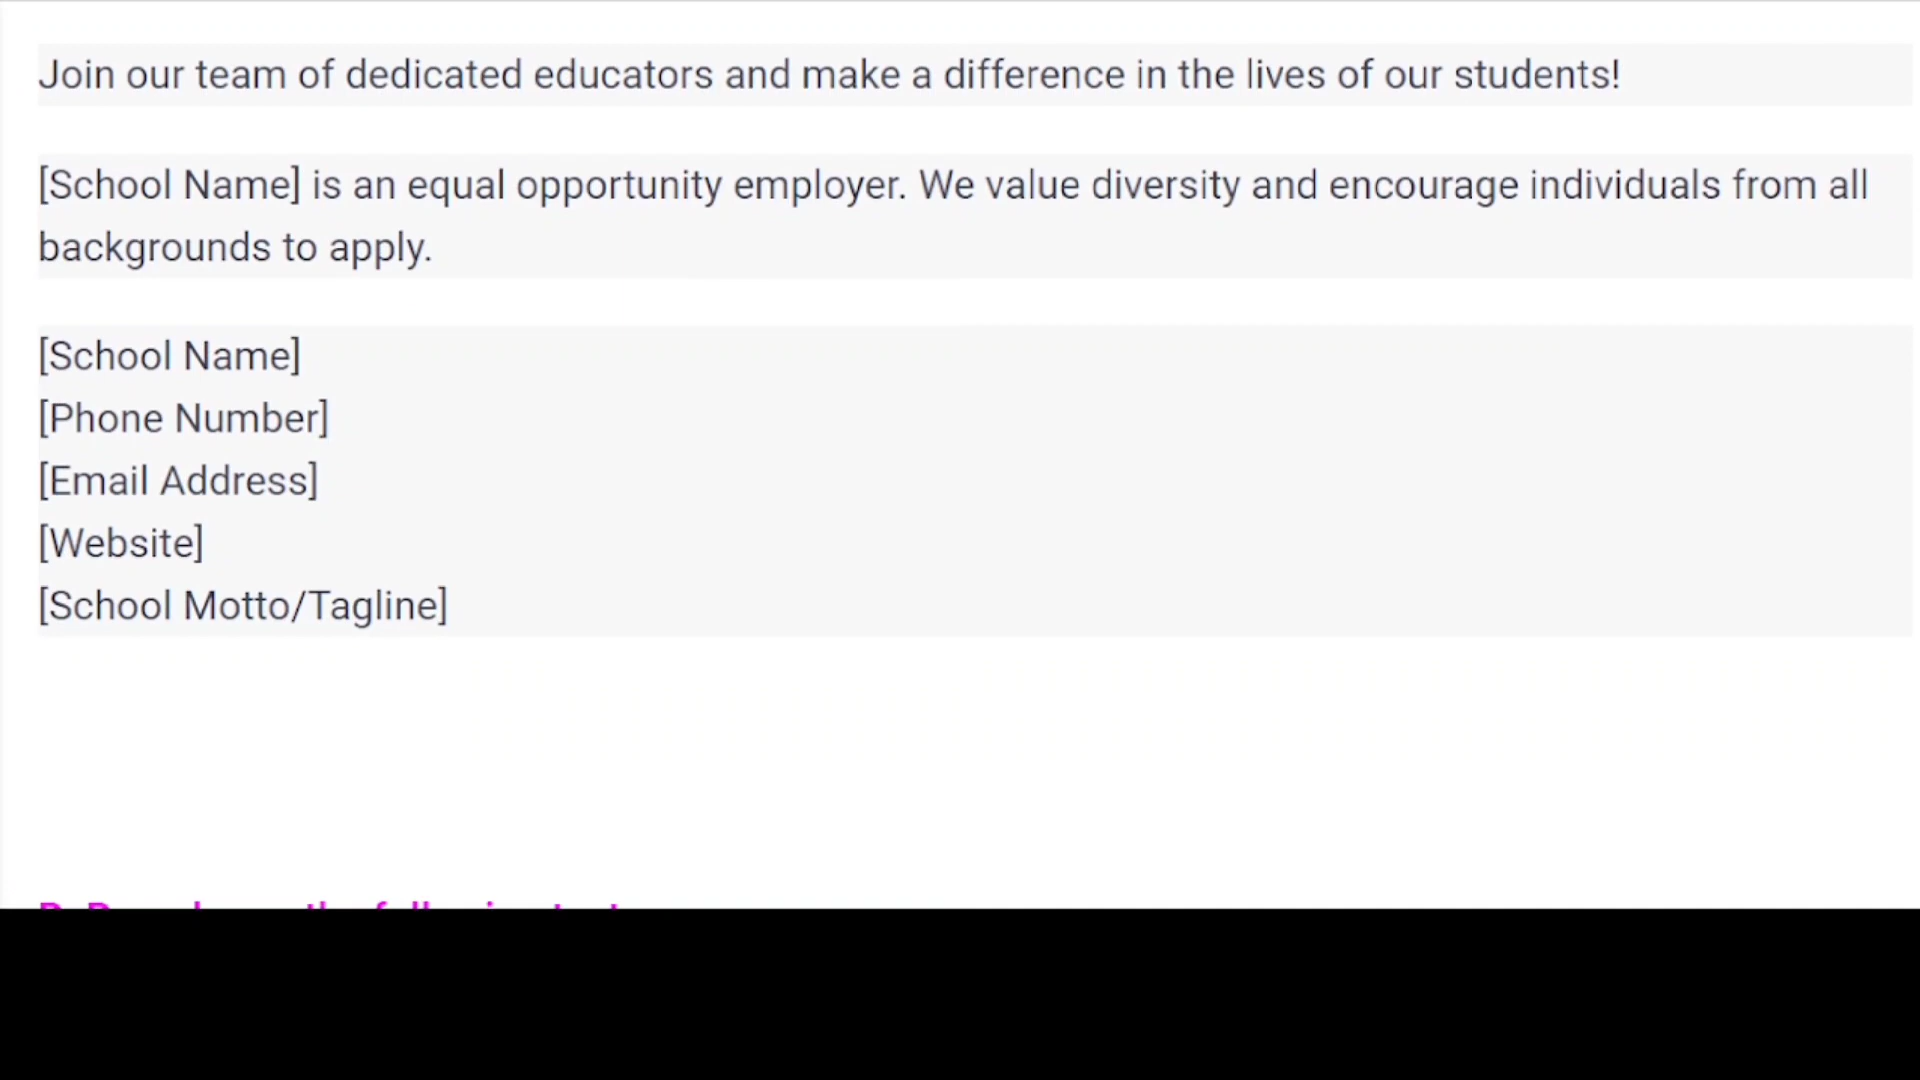 Join our team of dedicated educators and make a difference in the lives of our students!
[School Name] is an equal opportunity employer. We value diversity and encourage individuals from all
backgrounds to apply.
[School Name]
[Phone Number]
[Email Address]
[Website]
[School Motto/Tagline]